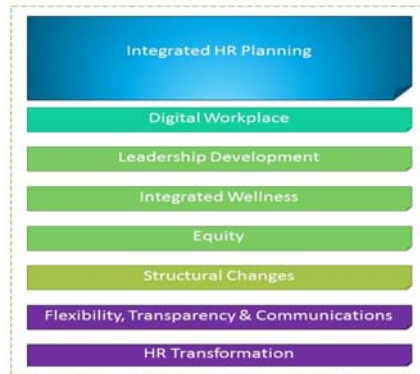 Integrated HR Planning
Digital Workplace
Leadership Development
Integrated Wellness
Equity
Structural Changes
Flexibility, Transparency & Communications
HR Transformation